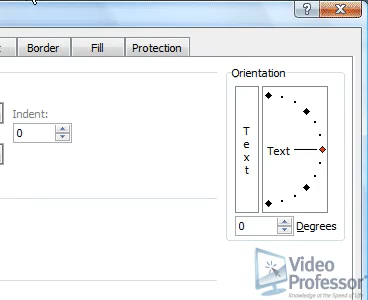 Border Fill Protection
Orientation
Indent:
0
T
e
x
t
Text
0 Degrees
Video
Professor
Knowledge at the Speed of Life